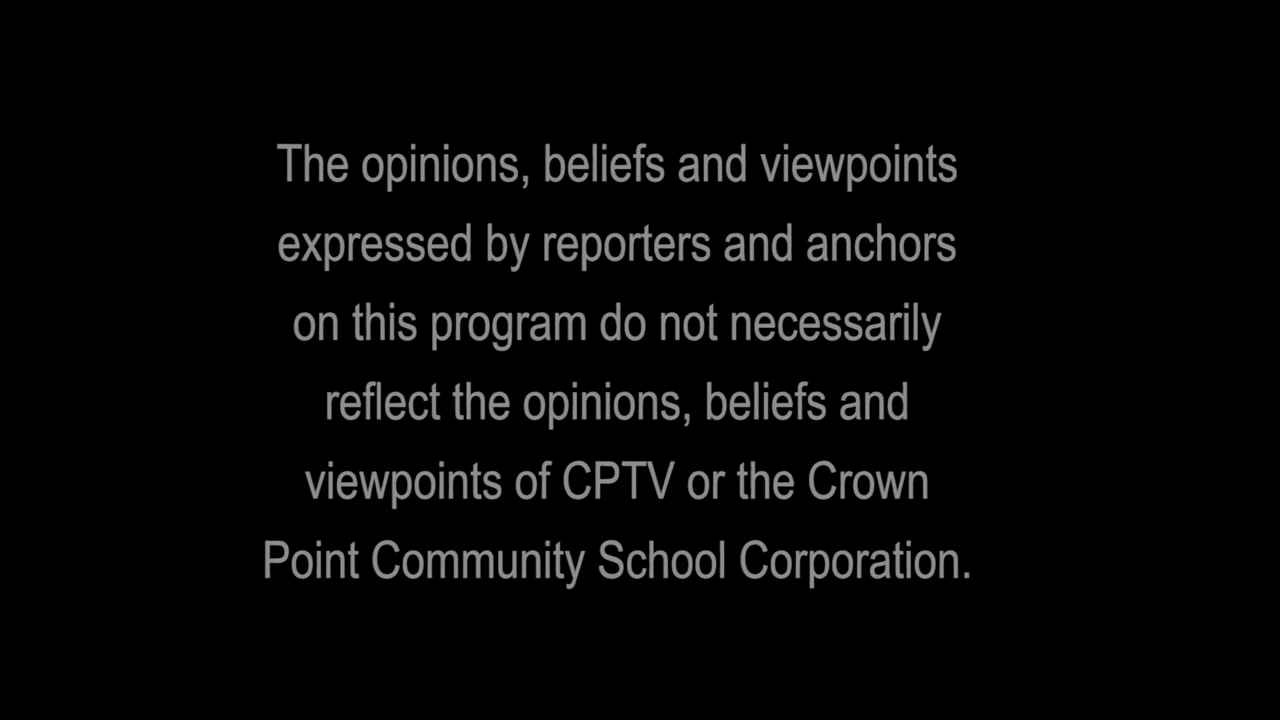 The opinions, beliefs and viewpoints
expressed by reporters and anchors
on this program do not necessarily
reflect the opinions, beliefs and
viewpoints of CPTV or the Crown
Point Community School Corporation.